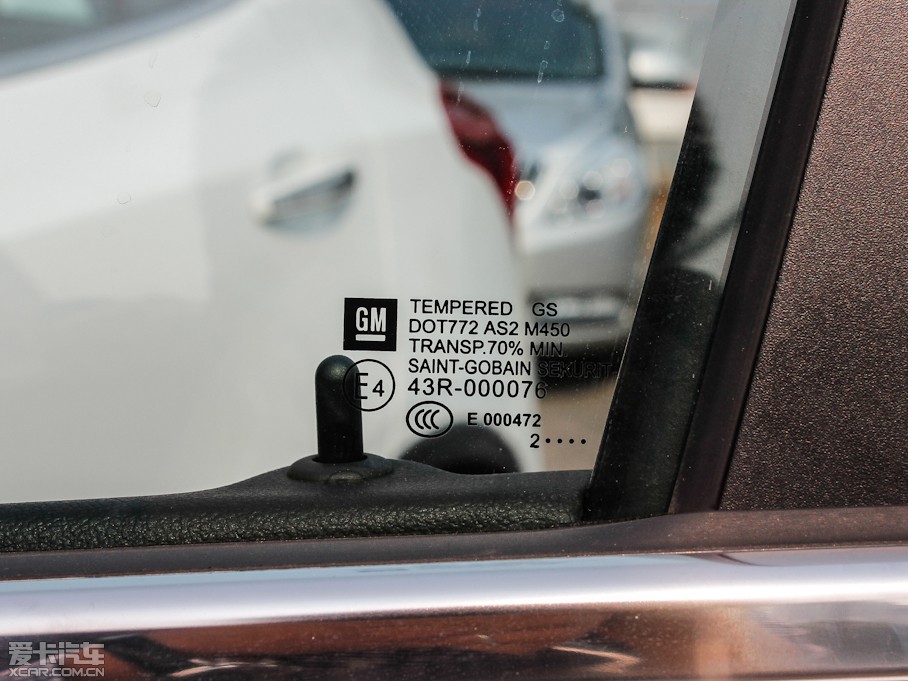 GM
TEMPERED GS
DOT772 AS2 M450
TRANSP.70% MIN
SAINT-GOBAIN SEKURIT
E4 43R-000076
CCC E 000472
2····
爱卡汽车
XCAR.COM.CN